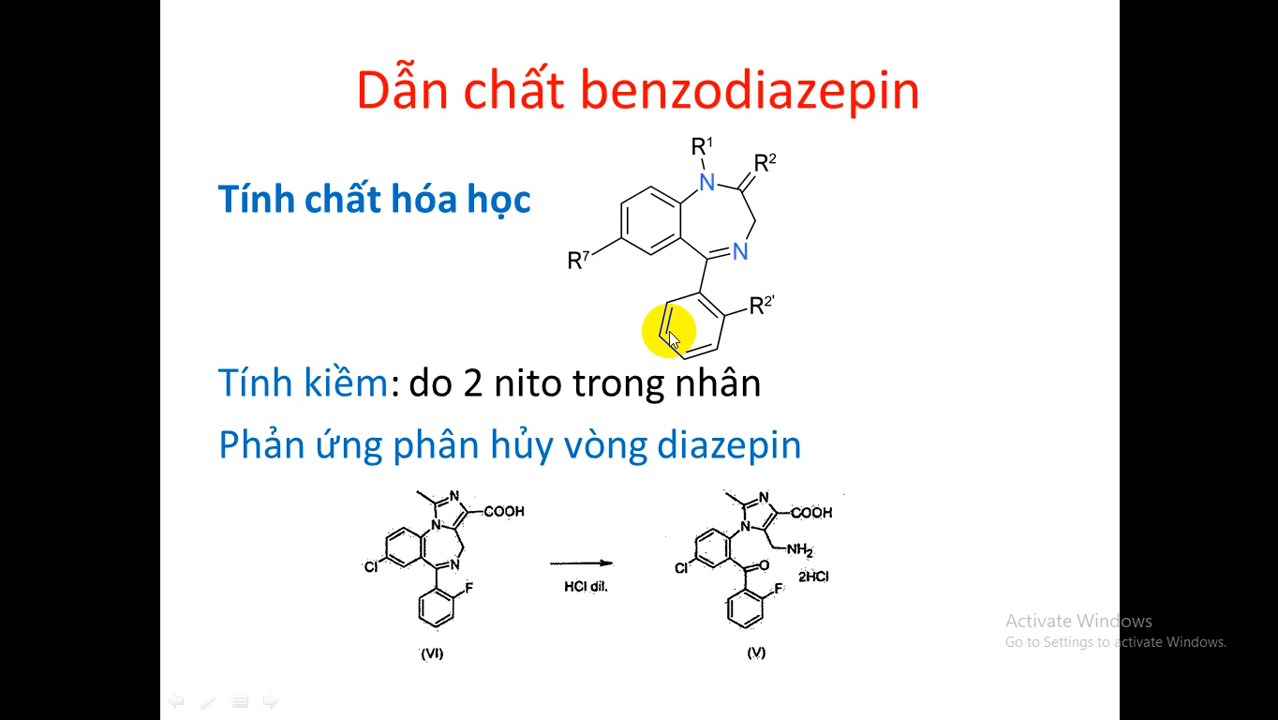 Dẫn chất benzodiazepin
R1
R2
Tính chất hóa học
N
R7
N
R2'
Tính kiềm: do 2 nito trong nhân
Phản ứng phân hủy vòng diazepin
N
COOH
N
Cl
N
F
(VI)
HCl dil.
N
COOH
N
NH2
Cl
O
2HCl
F
(V)
Activate Windows
Go to Settings to activate Windows.